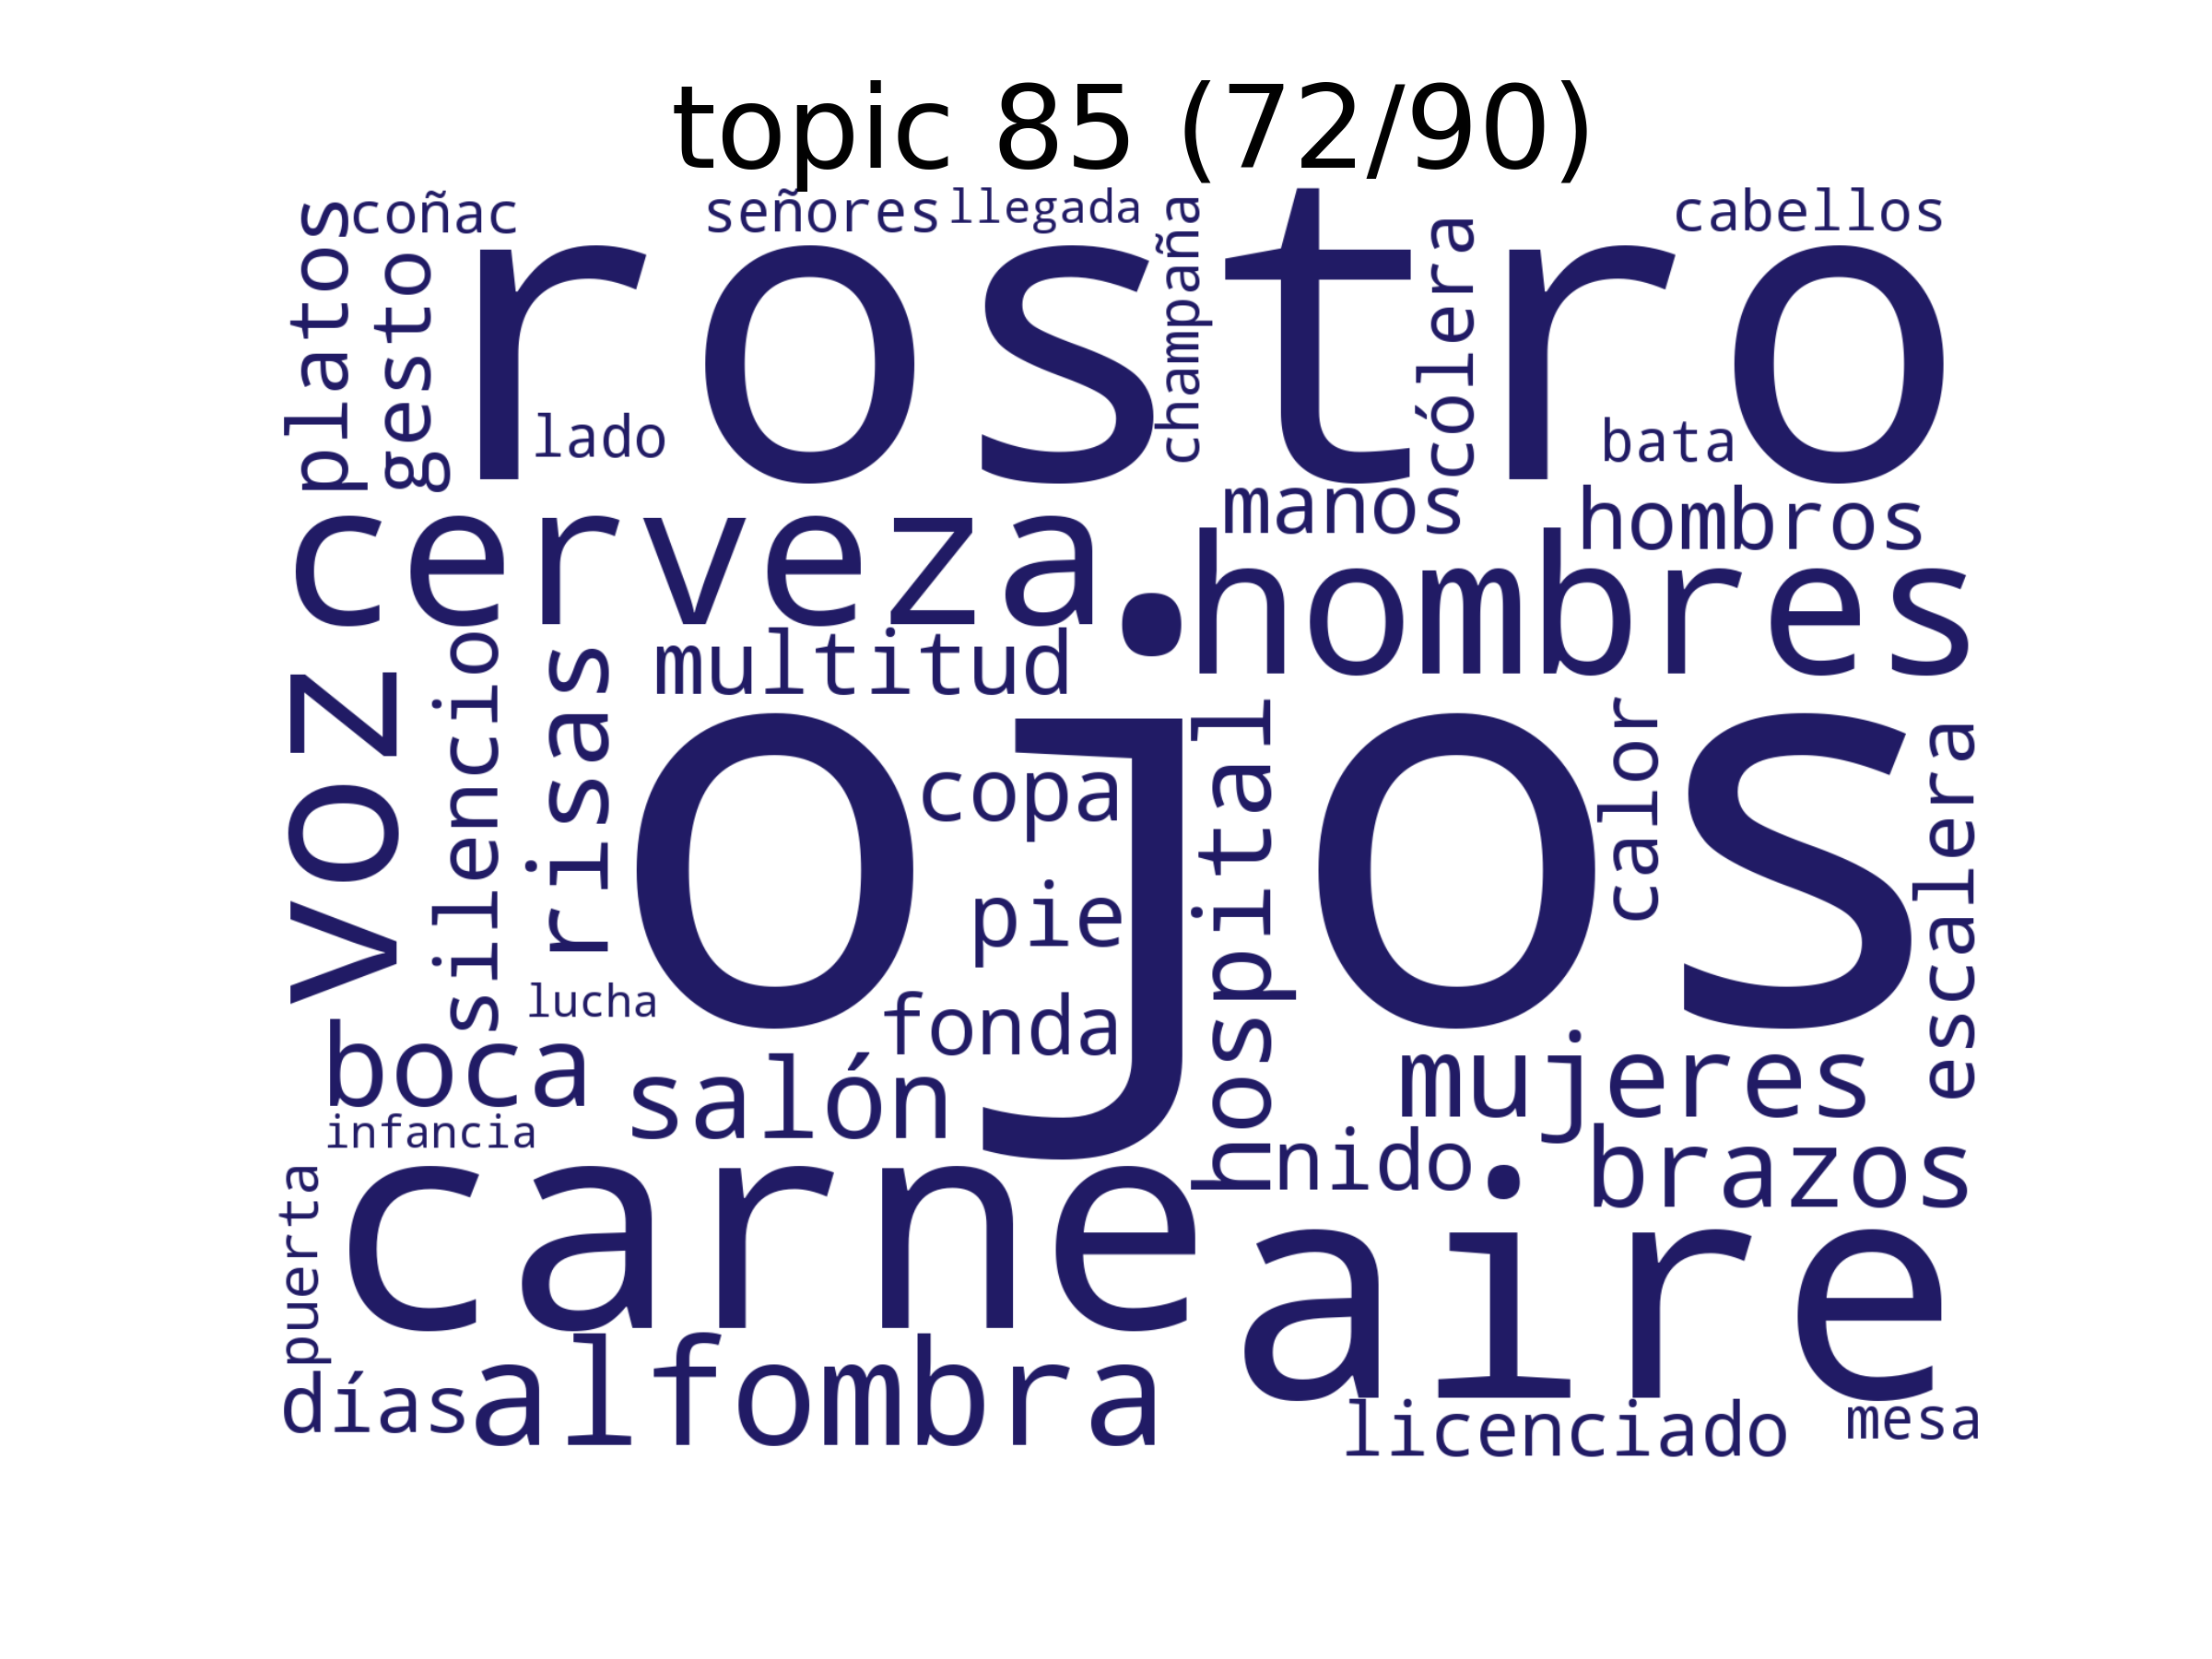 topic 85 (72/90)
coñac
señores
llegada
cabellos
platos
gesto
rostro
champaña
cólera
lado
bata
manos
hombros
cerveza
hombres
multitud
voz
silencio
risas
ojos
copa
pie
hospital
calor
escalera
lucha
fonda
boca
salón
mujeres
infancia
nido
brazos
puerta
carne
aire
días
alfombra
licenciado
mesa